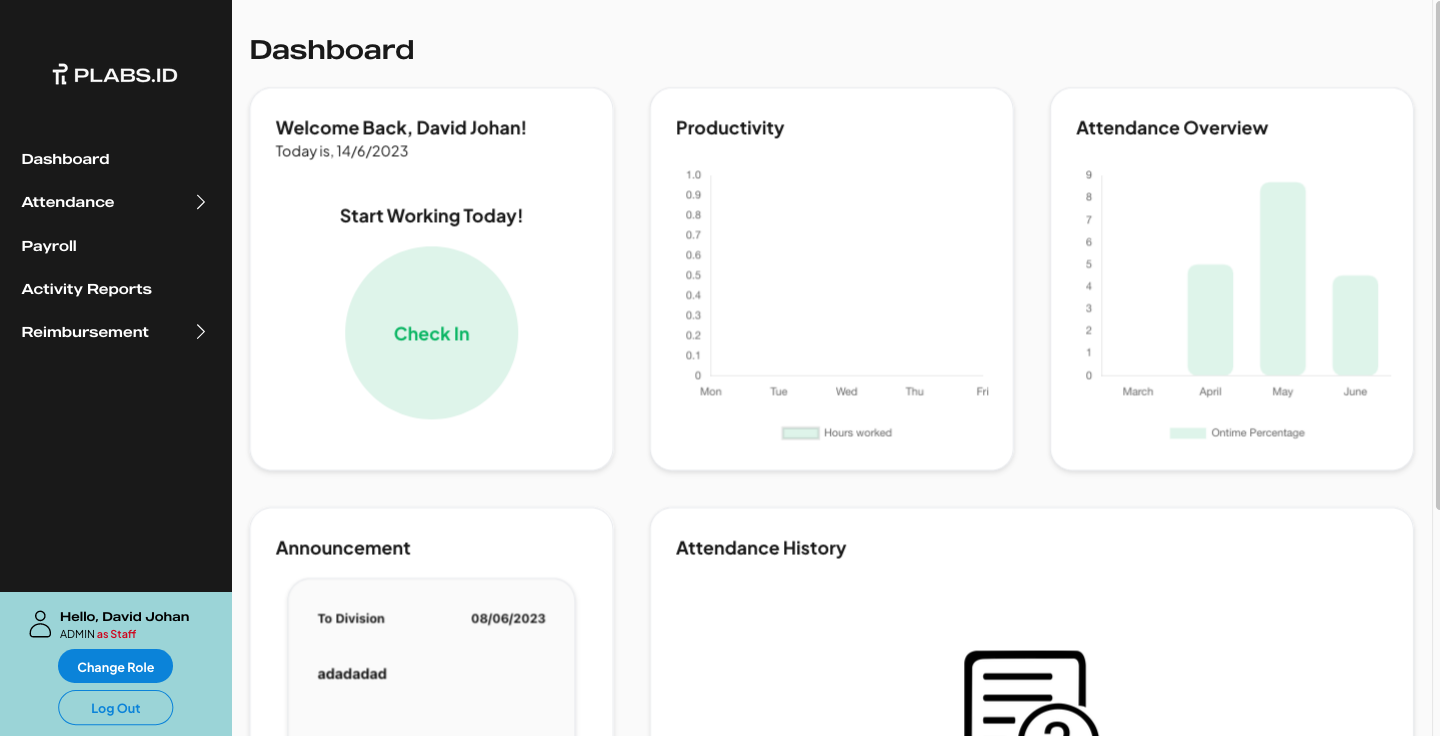 PLABS.ID
Dashboard
Attendance
Payroll
Activity Reports
Reimbursement
Hello, David Johan
ADMIN as Staff
Change Role
Log Out
Dashboard
Welcome Back, David Johan!
Today is, 14/6/2023
Start Working Today!
Check In
Productivity
1.0
0.9
0.8
0.7
0.6
0.5
0.4
0.3
0.2
0.1
0
Mon Tue Wed Thu Fri
Hours worked
Attendance Overview
9
8
7
6
5
4
3
2
1
0
March April May June
Ontime Percentage
Announcement
To Division 08/06/2023
adadadad
Attendance History
?